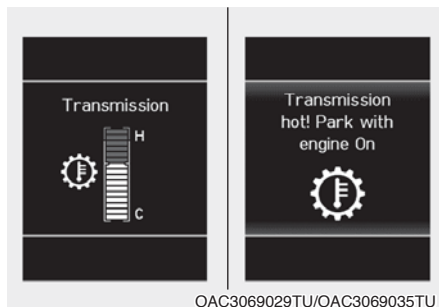 Transmission
H
C
Transmission
hot! Park with
engine On
OAC3069029TU/OAC3069035TU